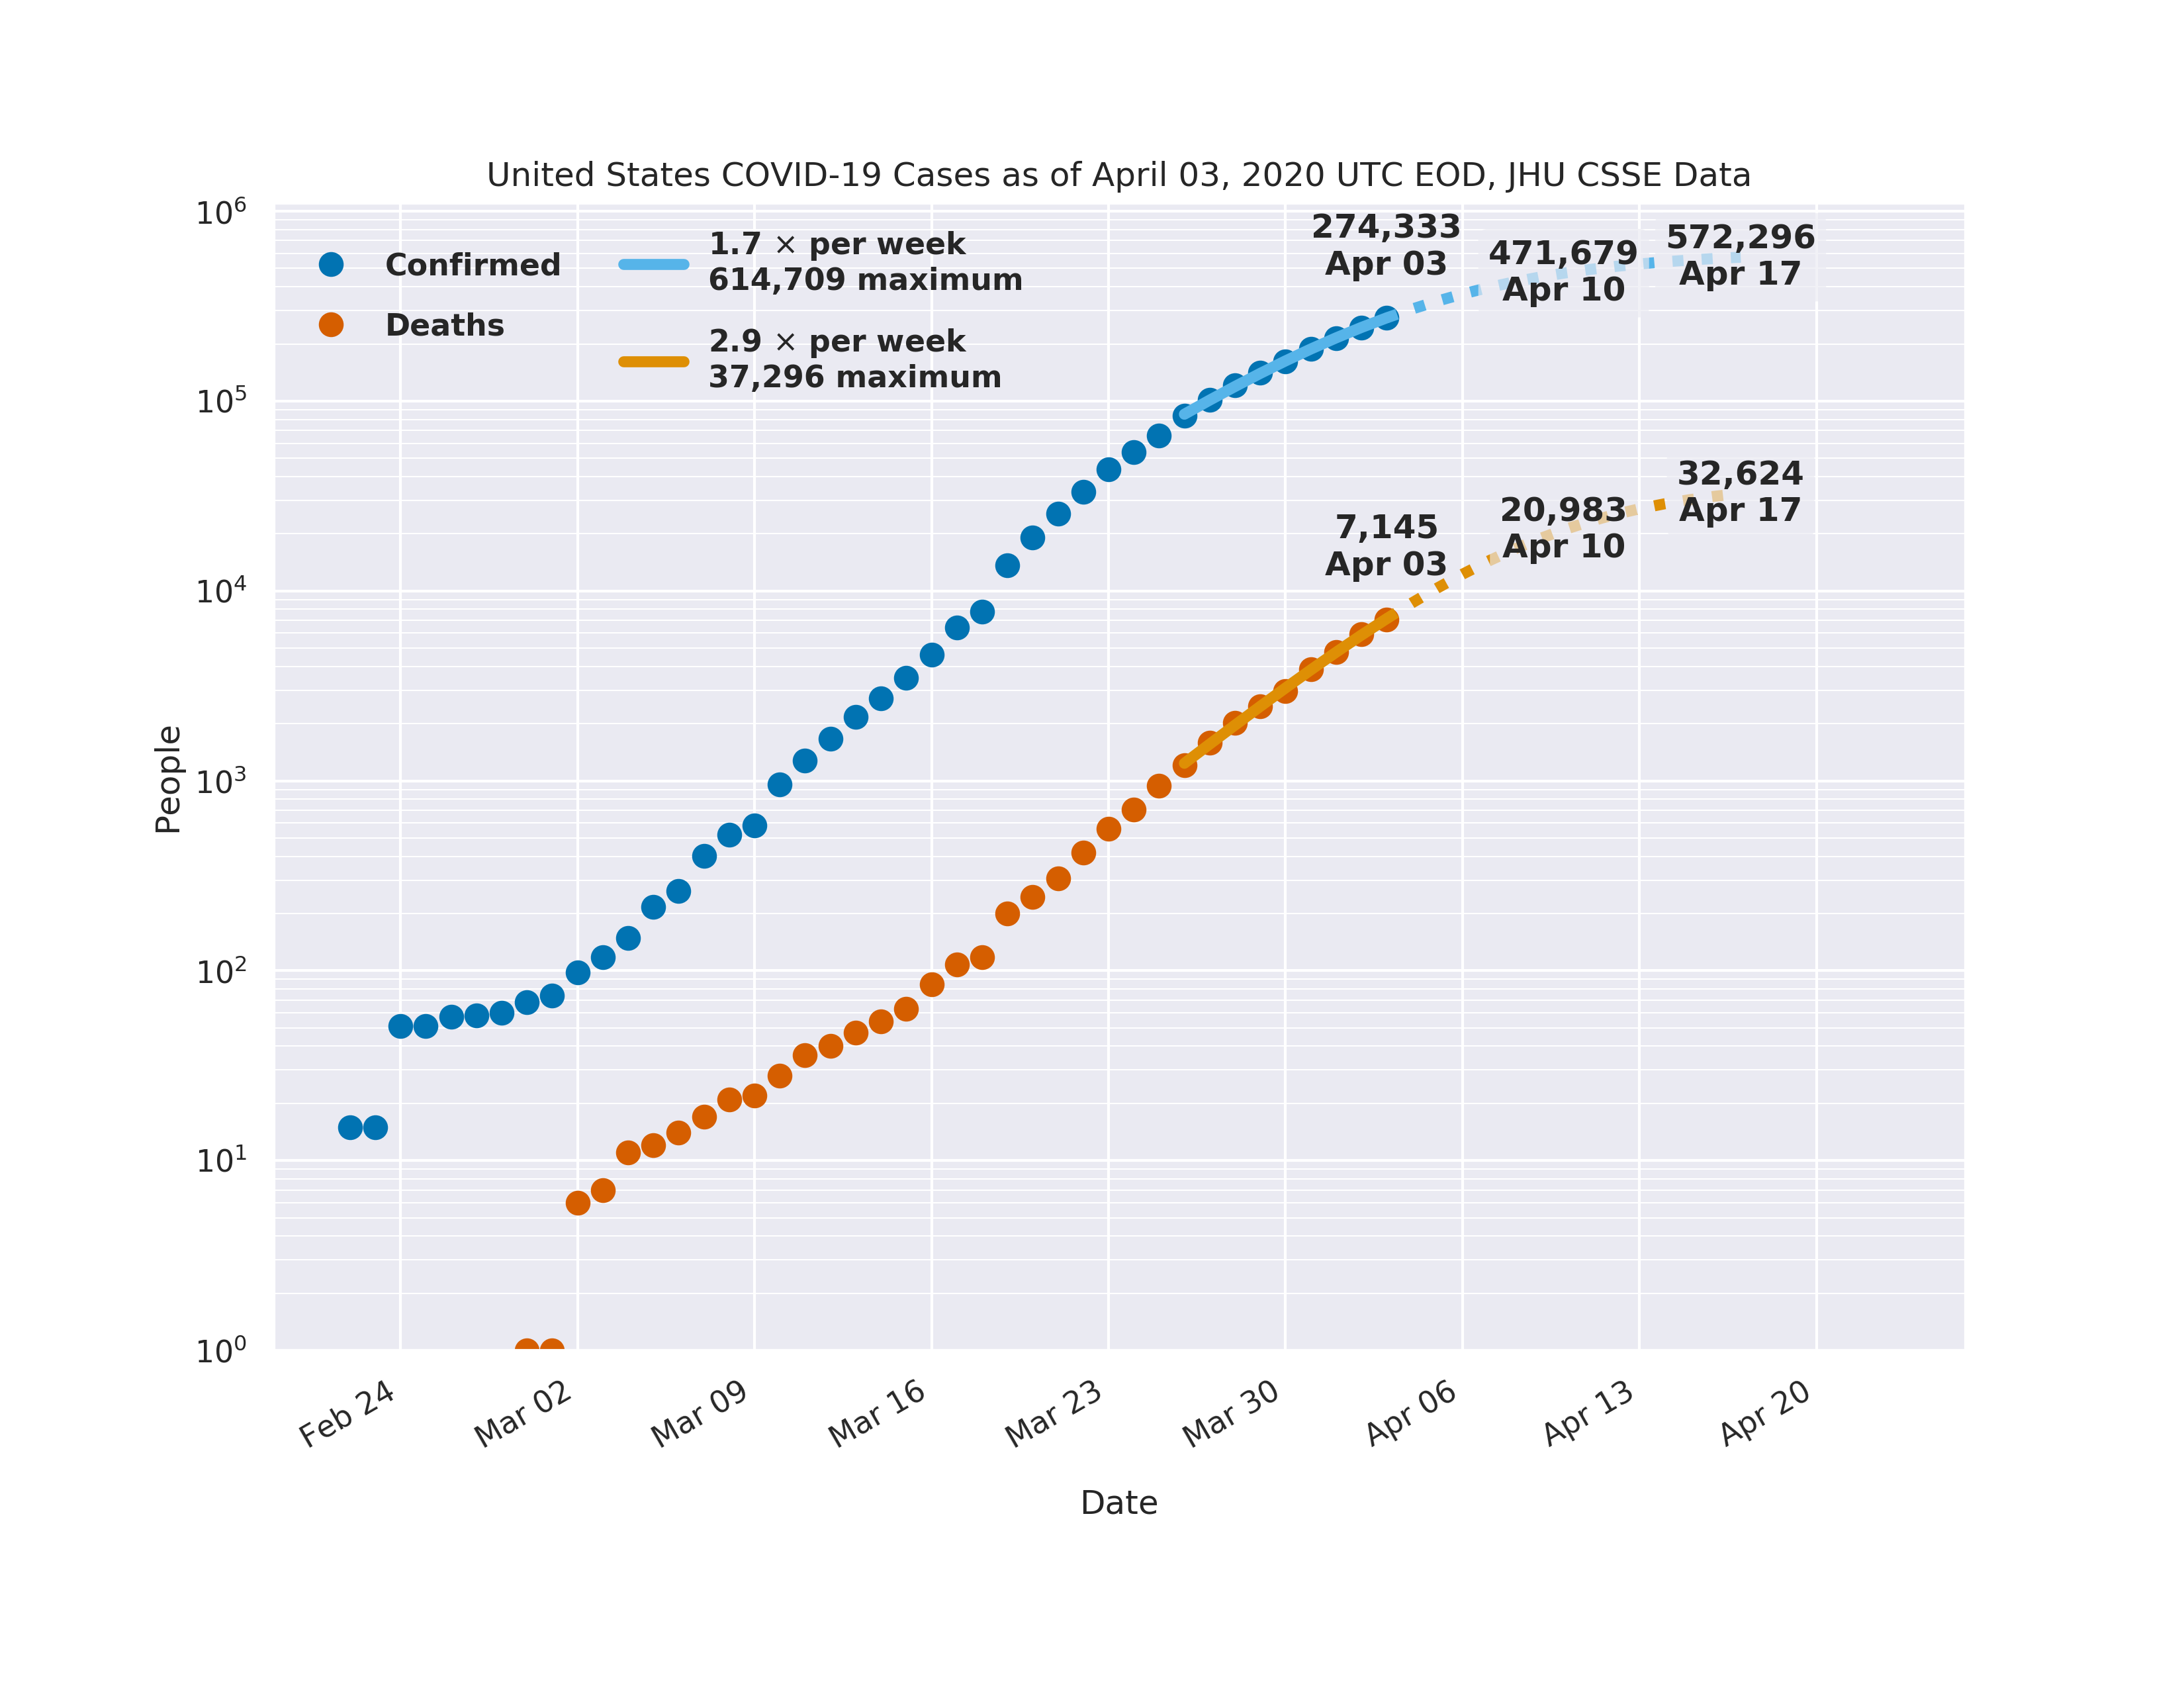 United States COVID-19 Cases as of April 03, 2020 UTC EOD, JHU CSSE Data
Confirmed
Deaths
1.7 × per week
614,709 maximum
2.9 × per week
37,296 maximum
274,333
Apr 03
471,679
Apr 10
572,296
Apr 17
7,145
Apr 03
20,983
Apr 10
32,624
Apr 17
People
10⁶
10⁵
10⁴
10³
10²
10¹
10⁰
Feb 24
Mar 02
Mar 09
Mar 16
Mar 23
Mar 30
Apr 06
Apr 13
Apr 20
Date